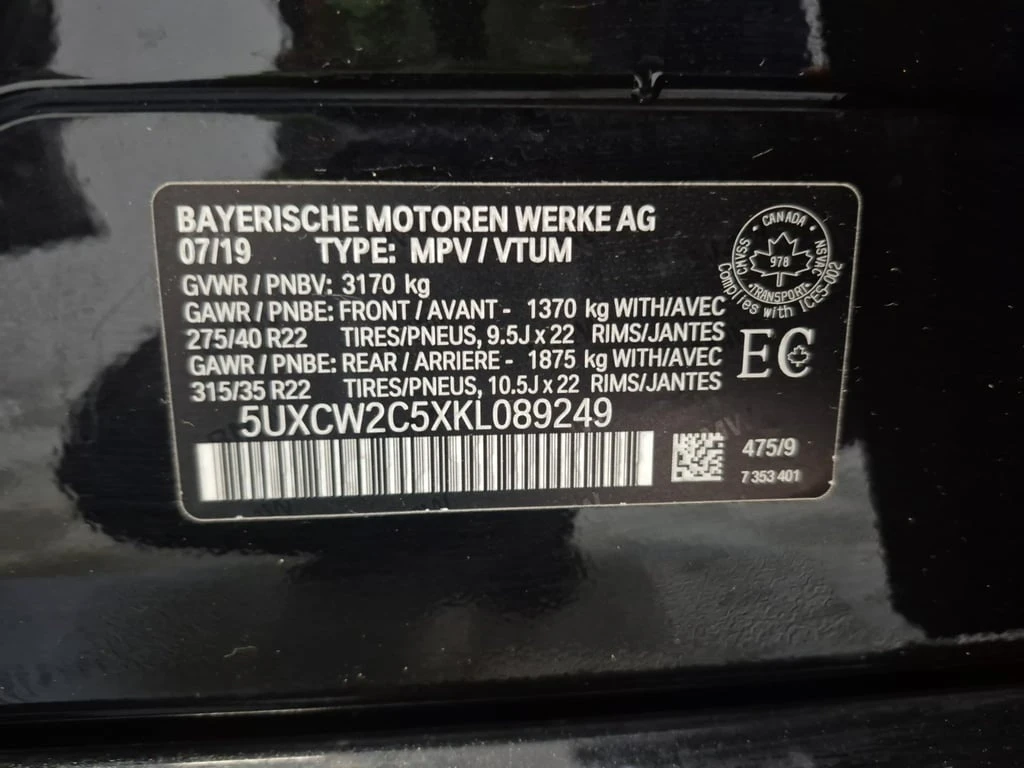 BAYERISCHE MOTOREN WERKE AG
07/19 TYPE: MPV / VTUM
GVWR / PNBV: 3170 kg
GAWR / PNBE: FRONT / AVANT - 1370 kg WITH/AVEC
275/40 R22 TIRES/PNEUS, 9.5J x 22 RIMS/JANTES
GAWR / PNBE: REAR / ARRIERE - 1875 kg WITH/AVEC
315/35 R22 TIRES/PNEUS, 10.5J x 22 RIMS/JANTES
5UXCW2C5XKL089249
CANADA
CMVSS NSVAC
978
TRANSPORT
Complies with ICES-002
EC
475/9
7 353 401